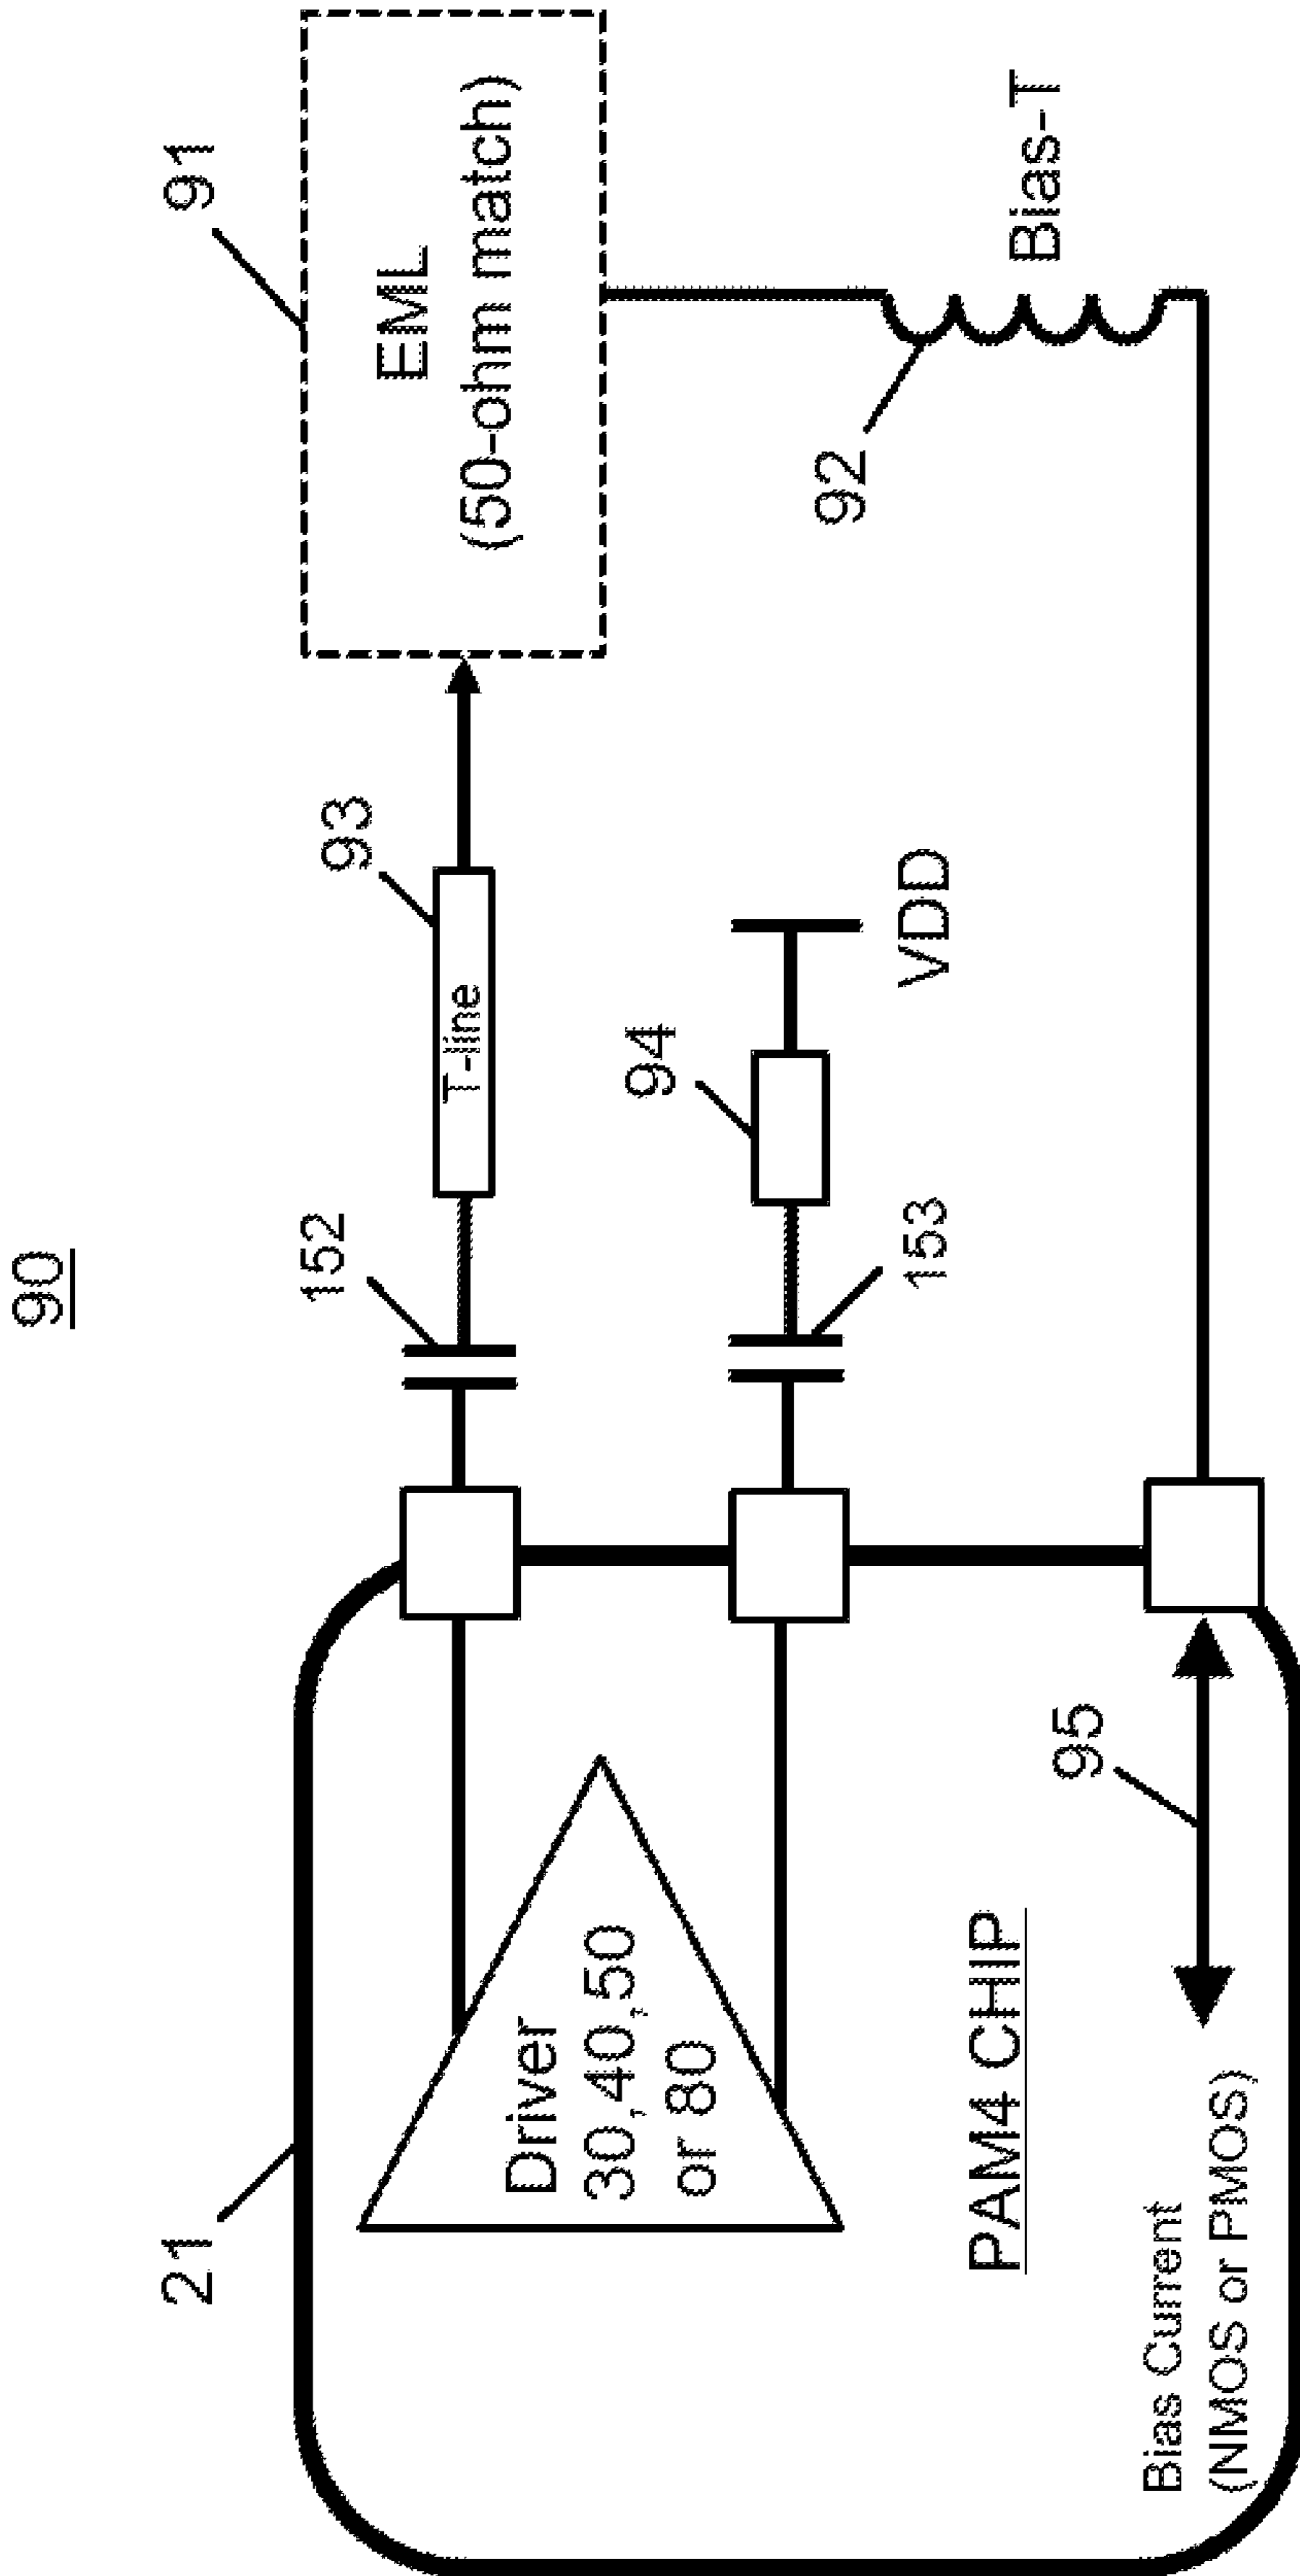 90
21
Driver
30,40,50
or 80
PAM4 CHIP
Bias Current
(NMOS or PMOS)
95
152
153
T-line
93
94
VDD
91
EML
(50-ohm match)
92
Bias-T